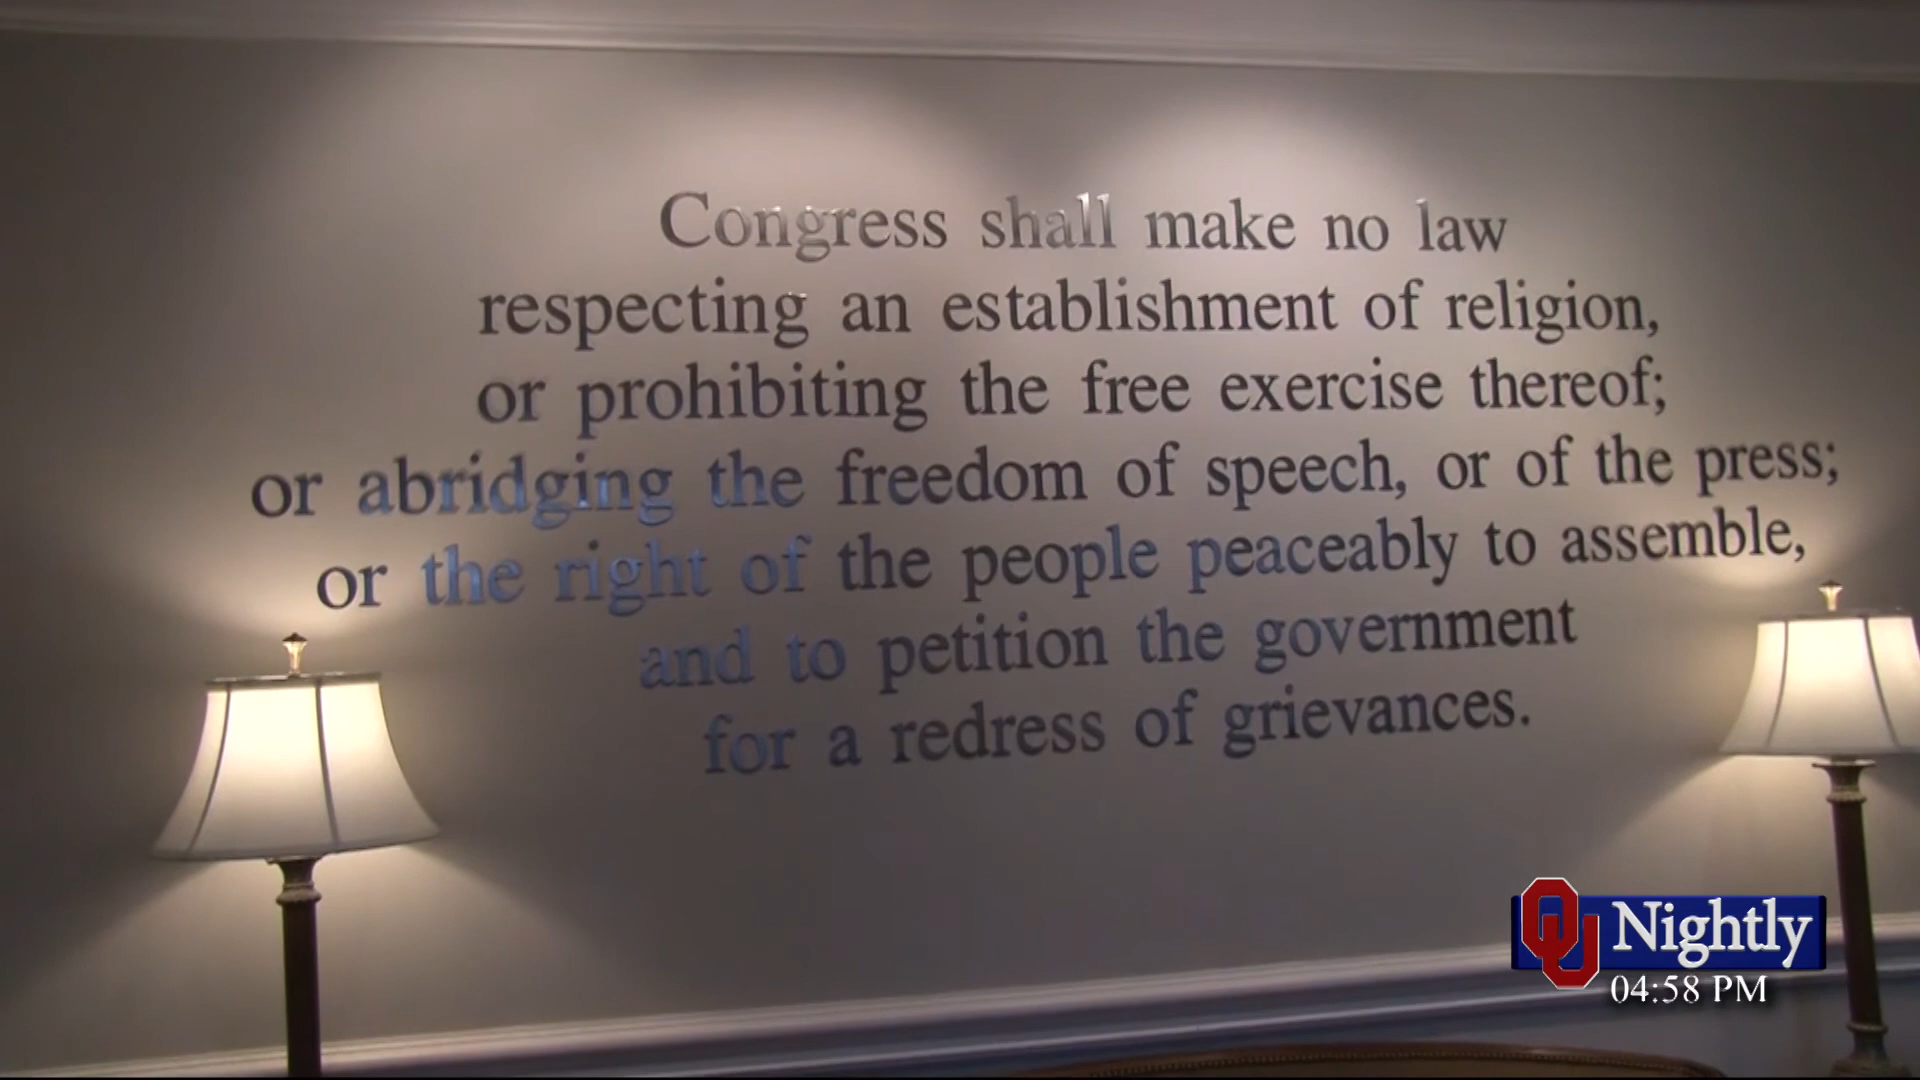 Congress shall make no law
respecting an establishment of religion,
or prohibiting the free exercise thereof;
or abridging the freedom of speech, or of the press;
or the right of the people peaceably to assemble,
and to petition the government
for a redress of grievances.
OU Nightly
04:58 PM